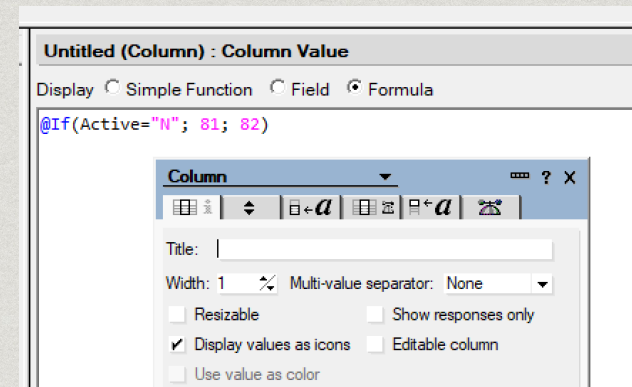 Untitled (Column) : Column Value
Display Simple Function Field Formula
@If(Active="N"; 81; 82)
Column ? X
i a a
Title:
Width: 1 Multi-value separator: None
Resizable Show responses only
Display values as icons Editable column
Use value as color